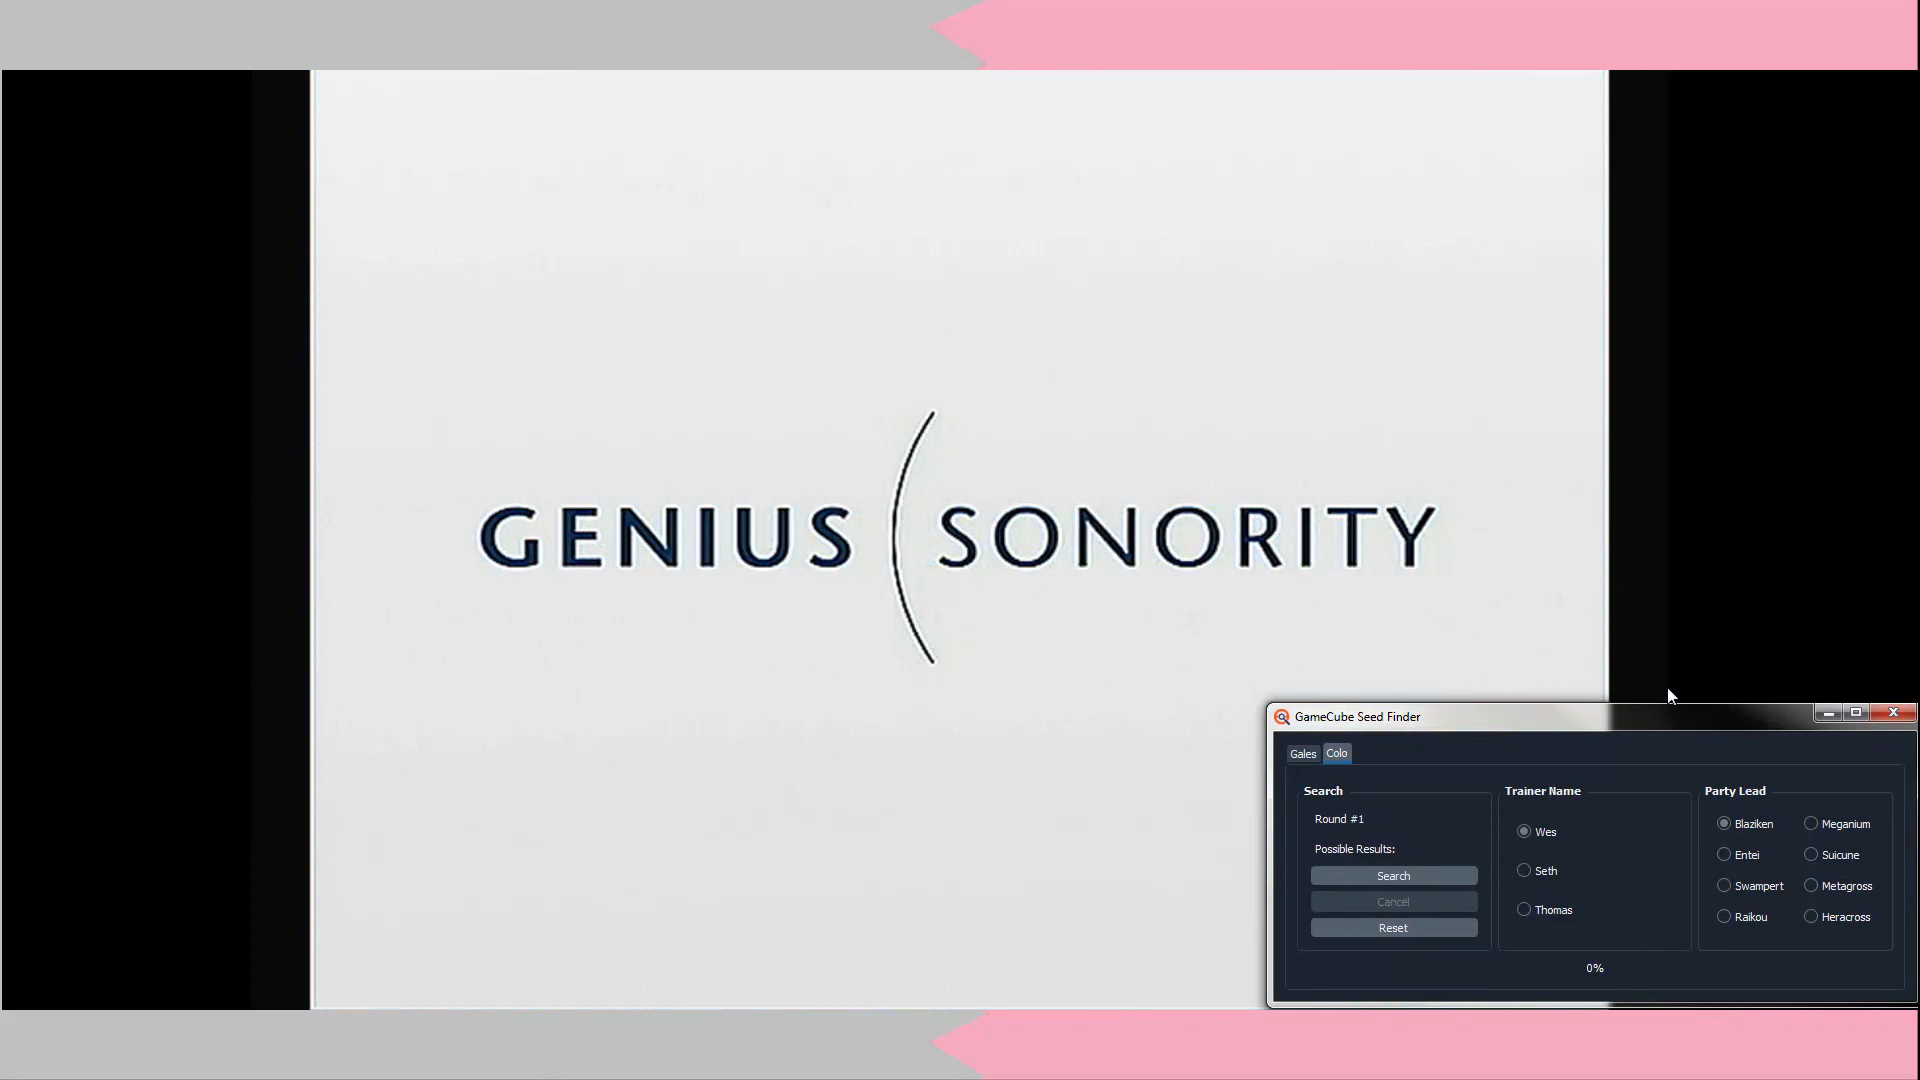 GENIUS SONORITY
GameCube Seed Finder
Gales Colo
Search
Round #1
Possible Results:
Search
Cancel
Reset
Trainer Name
Wes
Seth
Thomas
Party Lead
Blaziken Meganium
Entei Suicune
Swampert Metagross
Raikou Heracross
0%